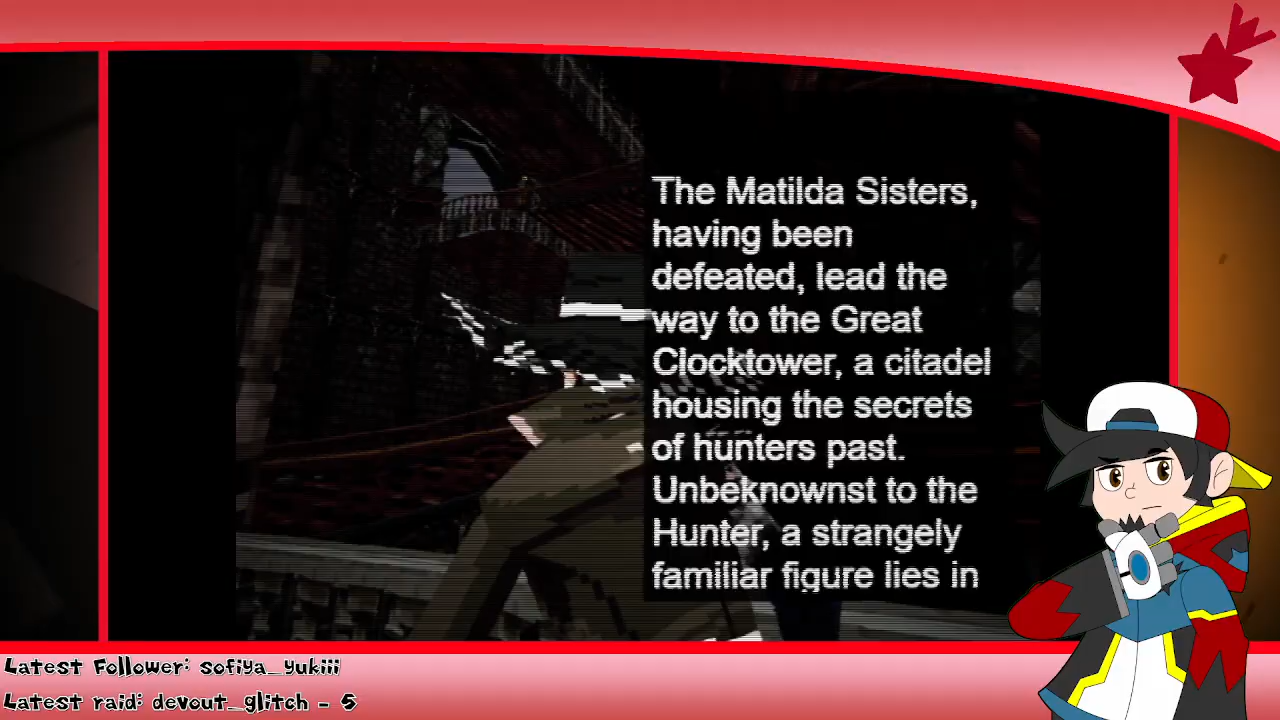 The Matilda Sisters,
having been
defeated, lead the
way to the Great
Clocktower, a citadel
housing the secrets
of hunters past.
Unbeknownst to the
Hunter, a strangely
familiar figure lies in
Latest Follower: sofiya_yukiii
Latest raid: devout_glitch - 5